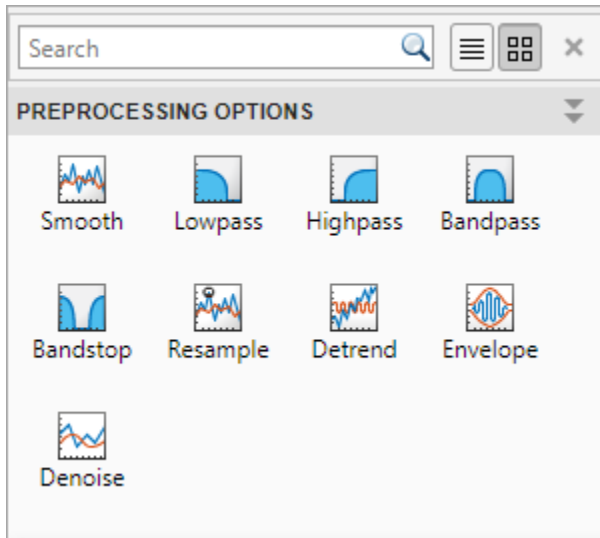 Search
PREPROCESSING OPTIONS
Smooth Lowpass Highpass Bandpass
Bandstop Resample Detrend Envelope
Denoise